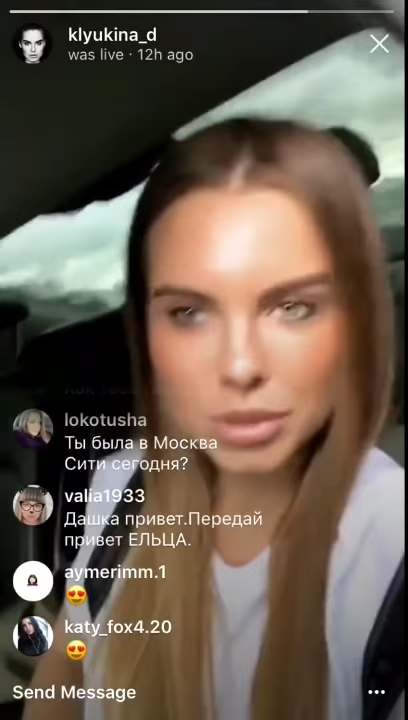 klyukina_d
was live · 12h ago
lokotusha
Ты была в Москва
Сити сегодня?
valia1933
Дашка привет.Передай
привет ЕЛЬЦА.
aymerimm.1
😍
katy_fox4.20
😍
Send Message